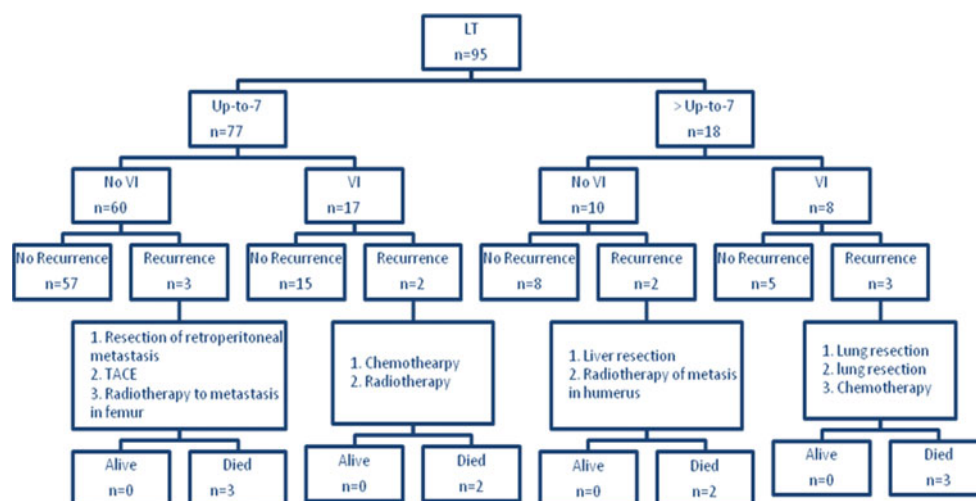 LT
n=95
Up-to-7
n=77
> Up-to-7
n=18
No VI
n=60
VI
n=17
No VI
n=10
VI
n=8
No Recurrence
n=57
Recurrence
n=3
No Recurrence
n=15
Recurrence
n=2
No Recurrence
n=8
Recurrence
n=2
No Recurrence
n=5
Recurrence
n=3
1. Resection of retroperitoneal
metastasis
2. TACE
3. Radiotherapy to metastasis
in femur
1. Chemothearpy
2. Radiotherapy
1. Liver resection
2. Radiotherapy of metasis
in humerus
1. Lung resection
2. lung resection
3. Chemotherapy
Alive
n=0
Died
n=3
Alive
n=0
Died
n=2
Alive
n=0
Died
n=2
Alive
n=0
Died
n=3